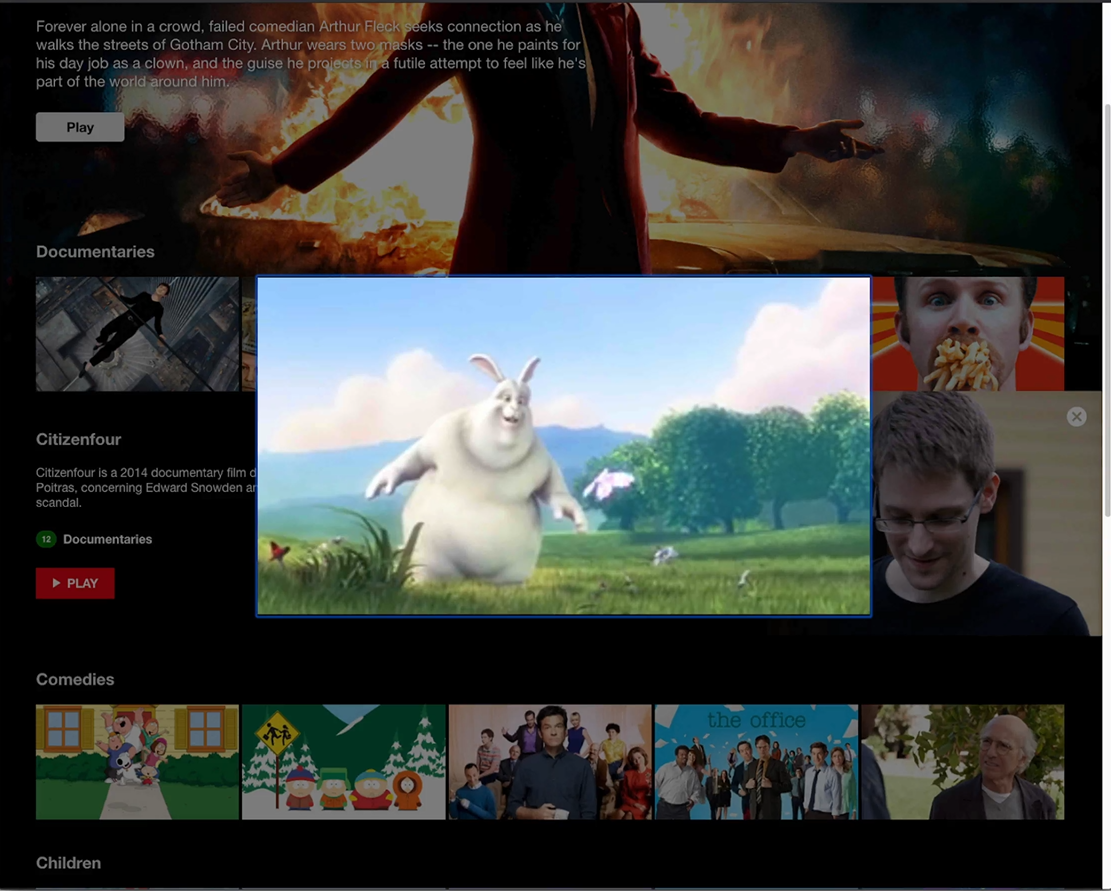 Forever alone in a crowd, failed comedian Arthur Fleck seeks connection as he
walks the streets of Gotham City. Arthur wears two masks -- the one he paints for
his day job as a clown, and the guise he projects in a futile attempt to feel like he's
part of the world around him.
Play
Documentaries
Citizenfour
Citizenfour is a 2014 documentary film d
Poitras, concerning Edward Snowden an
scandal.
12 Documentaries
PLAY
Comedies
the office
Children